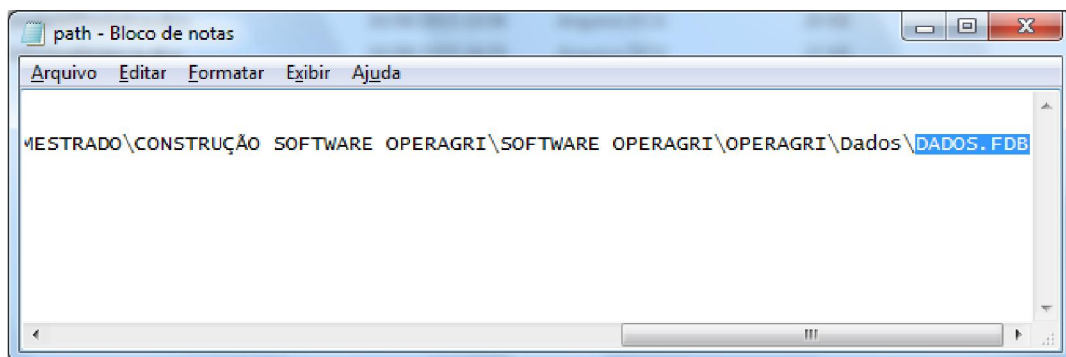 path - Bloco de notas
Arquivo Editar Formatar Exibir Ajuda
MESTRADO\CONSTRUÇÃO SOFTWARE OPERAGRI\SOFTWARE OPERAGRI\OPERAGRI\Dados\DADOS.FDB